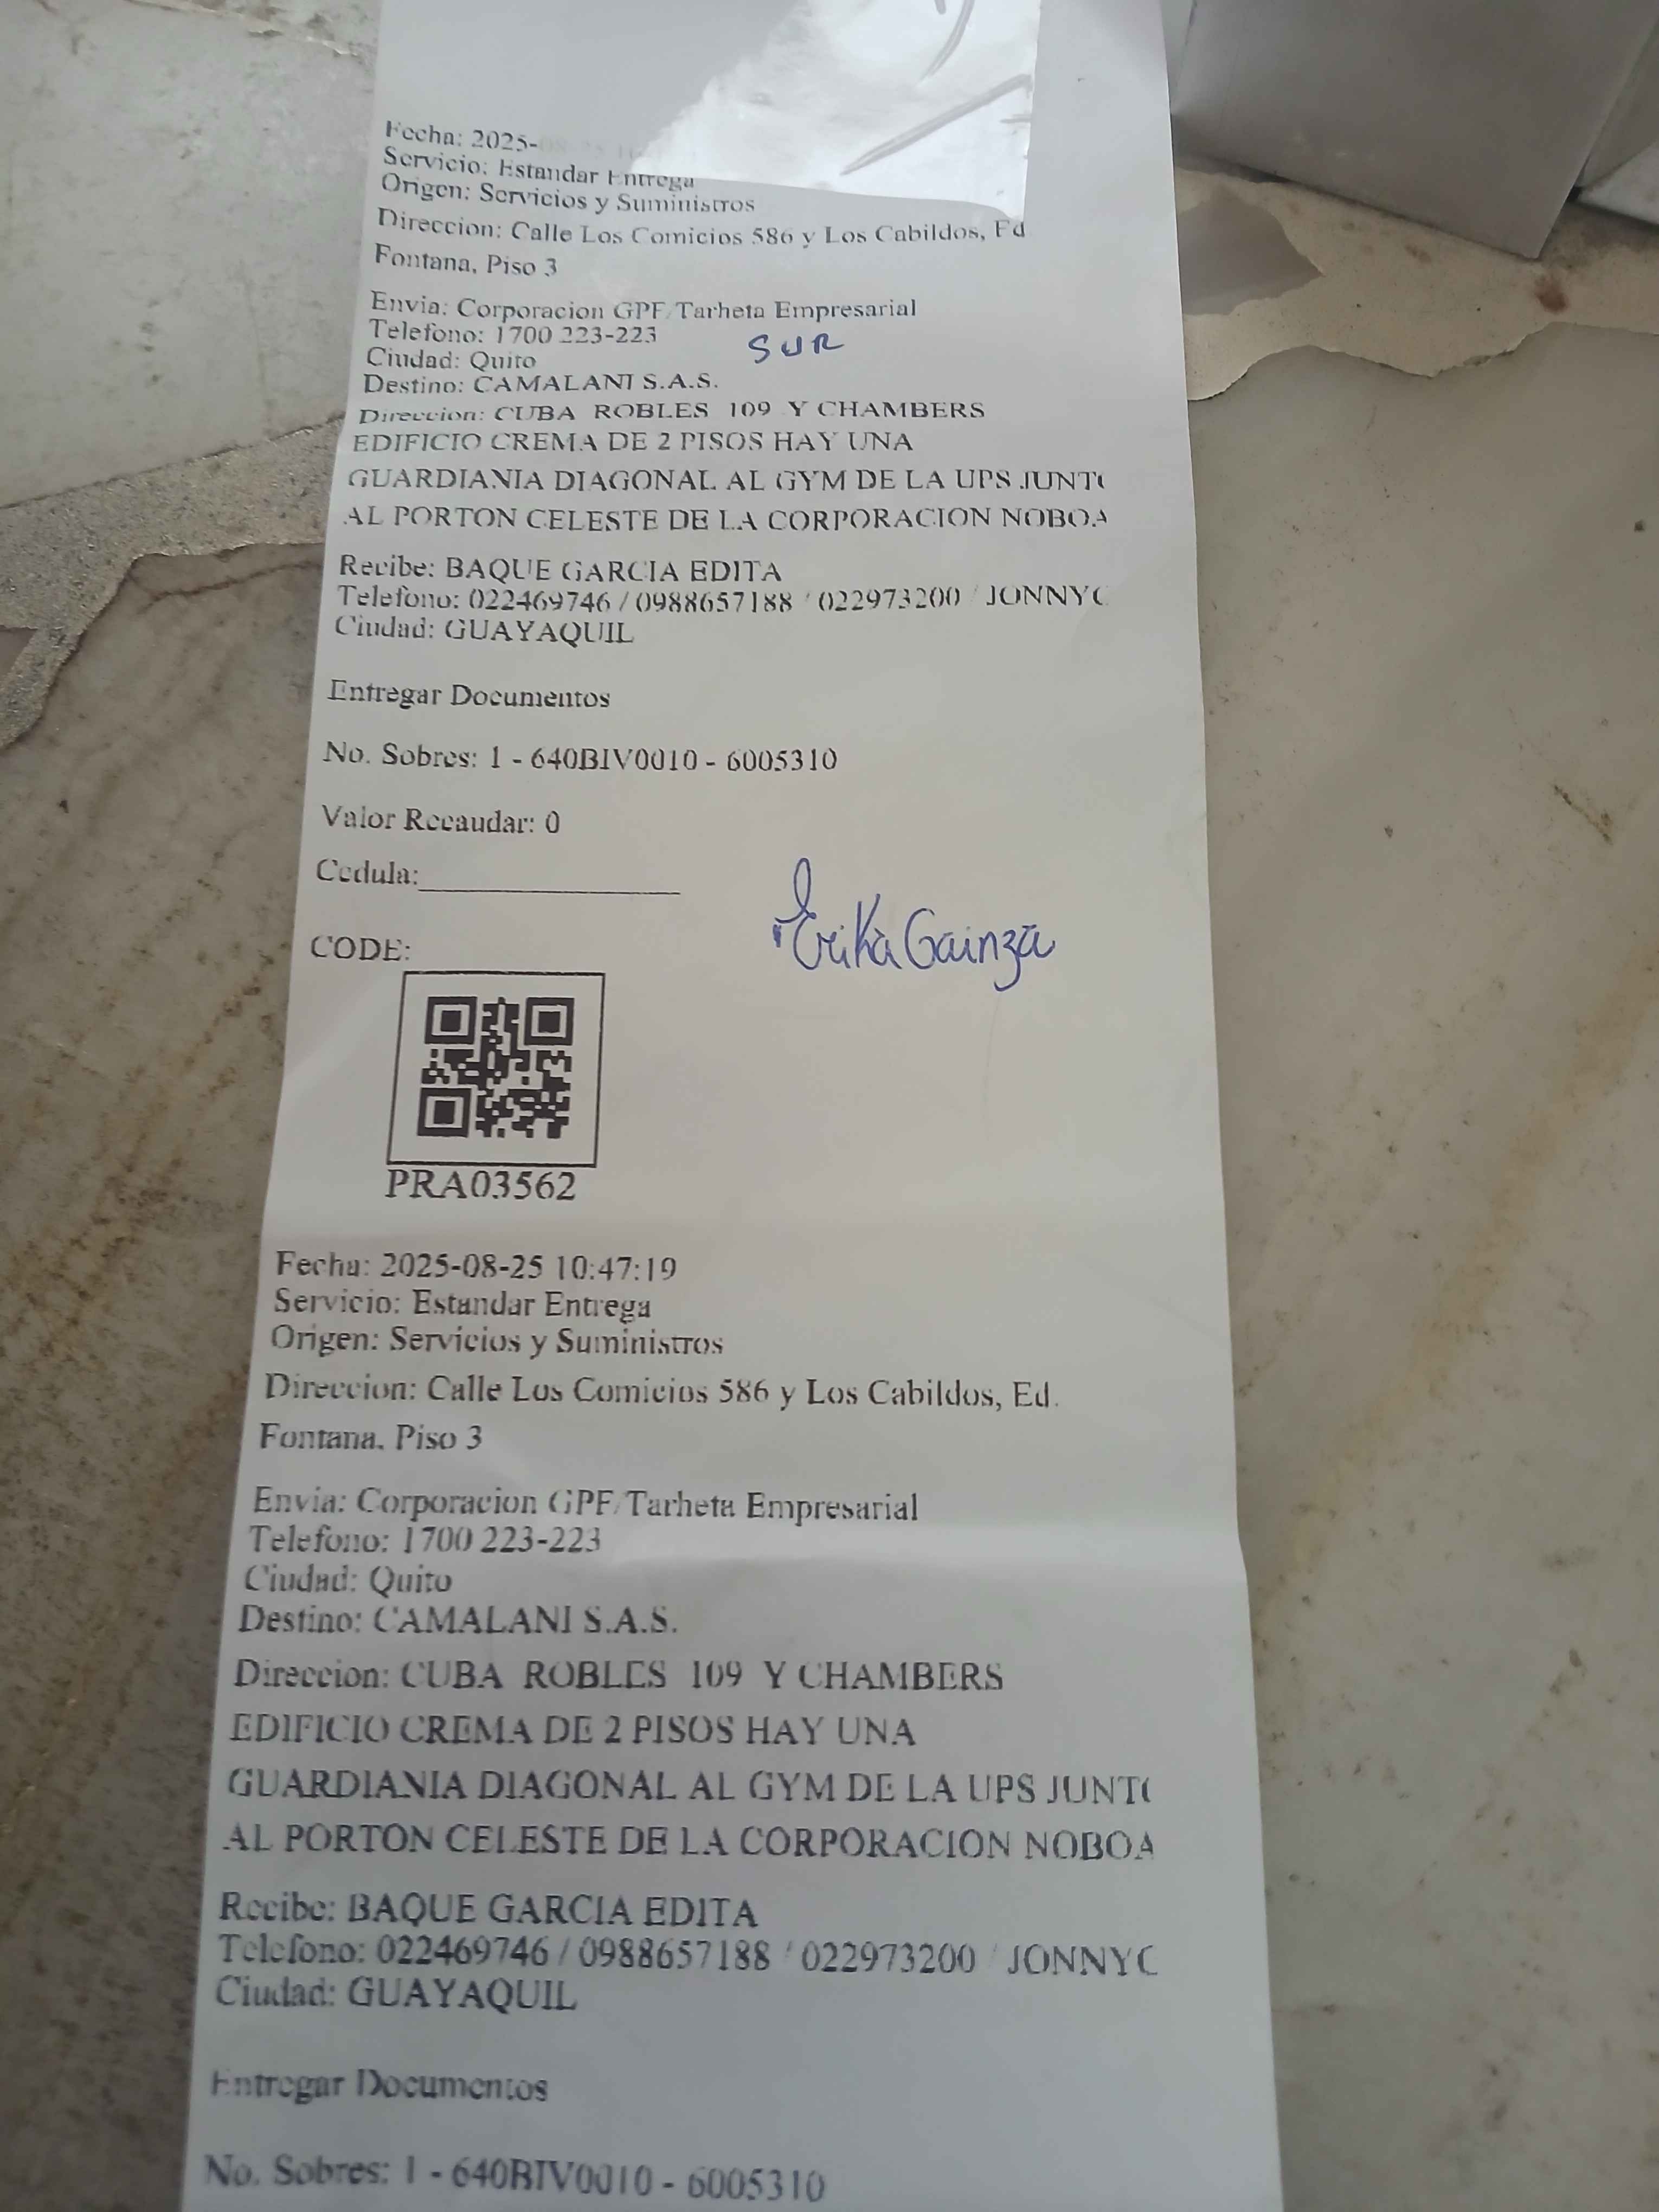 Fecha: 2025-
Servicio: Estandar Entrega
Origen: Servicios y Suministros
Direccion: Calle Los Comicios 586 y Los Cabildos, Ed
Fontana, Piso 3
Envia: Corporacion GPF/Tarheta Empresarial
Telefono: 1700 223-223
SUR
Ciudad: Quito
Destino: CAMALANI S.A.S.
Direccion: CUBA ROBLES 109 Y CHAMBERS
EDIFICIO CREMA DE 2 PISOS HAY UNA
GUARDIANIA DIAGONAL AL GYM DE LA UPS JUNTO
AL PORTON CELESTE DE LA CORPORACION NOBOA
Recibe: BAQUE GARCIA EDITA
Telefono: 022469746 / 0988657188 / 022973200 / JONNYC
Ciudad: GUAYAQUIL
Entregar Documentos
No. Sobres: 1 - 640BIV0010 - 6005310
Valor Recaudar: 0
Cedula:
Erika Gainza
CODE:
PRA03562
Fecha: 2025-08-25 10:47:19
Servicio: Estandar Entrega
Origen: Servicios y Suministros
Direccion: Calle Los Comicios 586 y Los Cabildos, Ed.
Fontana, Piso 3
Envia: Corporacion GPF/Tarheta Empresarial
Telefono: 1700 223-223
Ciudad: Quito
Destino: CAMALANI S.A.S.
Direccion: CUBA ROBLES 109 Y CHAMBERS
EDIFICIO CREMA DE 2 PISOS HAY UNA
GUARDIANIA DIAGONAL AL GYM DE LA UPS JUNTO
AL PORTON CELESTE DE LA CORPORACION NOBOA
Recibe: BAQUE GARCIA EDITA
Telefono: 022469746 / 0988657188 / 022973200 / JONNYC
Ciudad: GUAYAQUIL
Entregar Documentos
No. Sobres: 1 - 640BIV0010 - 6005310